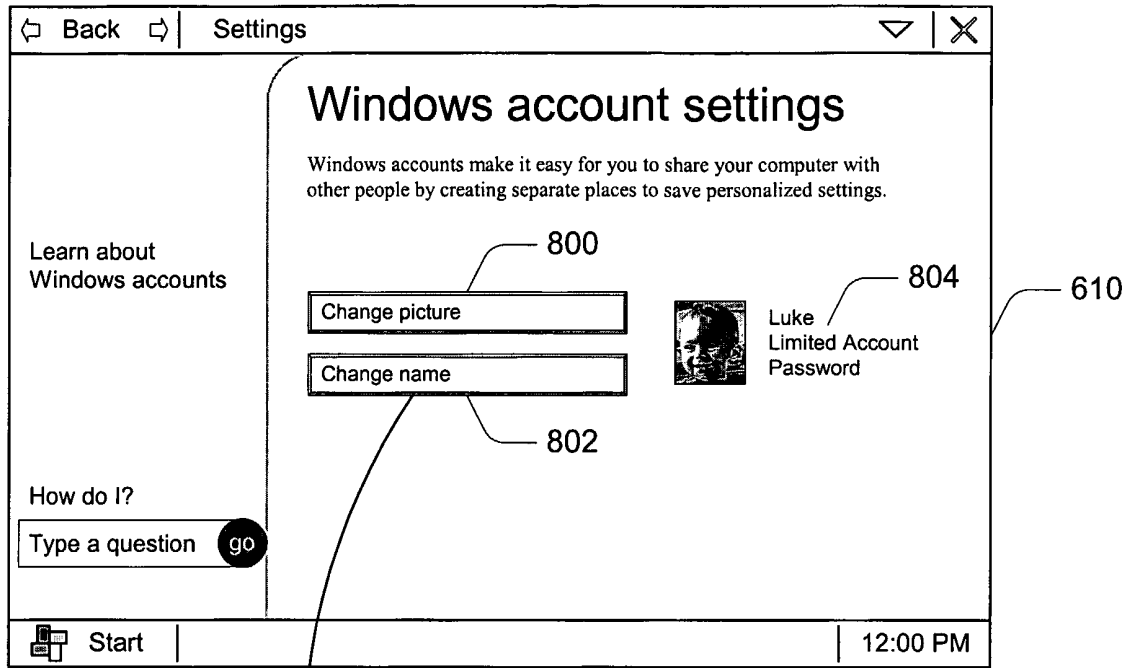 Back Settings
Windows account settings
Windows accounts make it easy for you to share your computer with
other people by creating separate places to save personalized settings.
Learn about
Windows accounts
800
804
610
Change picture
Luke
Limited Account
Password
Change name
802
How do I?
Type a question go
Start 12:00 PM